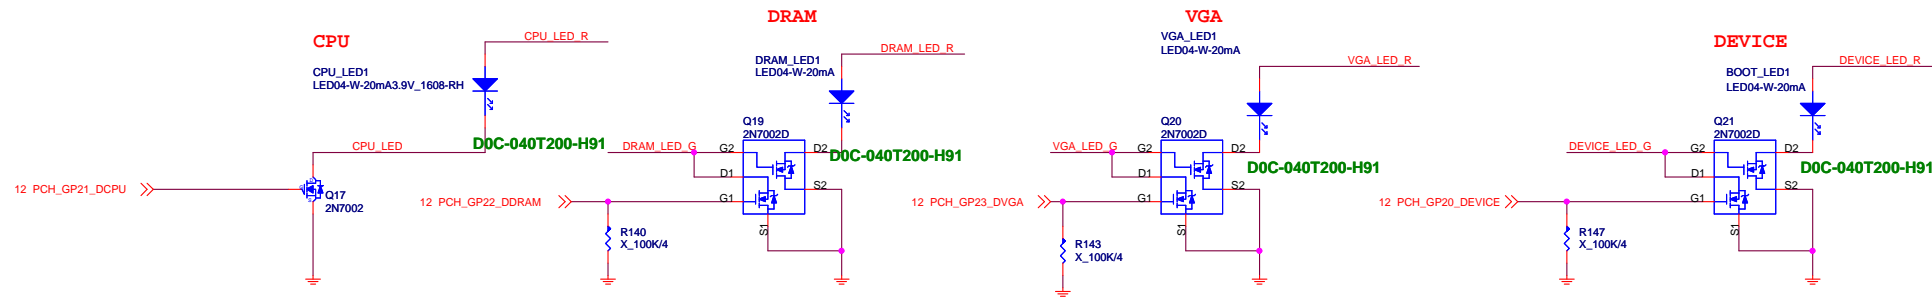 CPU
CPU_LED_R
CPU_LED1
LED04-W-20mA3.9V_1608-RH
D0C-040T200-H91
CPU_LED
12 PCH_GP21_DCPU
Q17
2N7002
DRAM
DRAM_LED_R
DRAM_LED1
LED04-W-20mA
Q19
2N7002D
DRAM_LED_G
G2
D2
D0C-040T200-H91
D1
S2
12 PCH_GP22_DDRAM
G1
S1
R140
X_100K/4
VGA
VGA_LED1
LED04-W-20mA
VGA_LED_R
Q20
2N7002D
VGA_LED_G
G2
D2
D0C-040T200-H91
D1
S2
12 PCH_GP23_DVGA
G1
S1
R143
X_100K/4
DEVICE
DEVICE_LED_R
BOOT_LED1
LED04-W-20mA
Q21
2N7002D
DEVICE_LED_G
G2
D2
D0C-040T200-H91
D1
S2
12 PCH_GP20_DEVICE
G1
S1
R147
X_100K/4